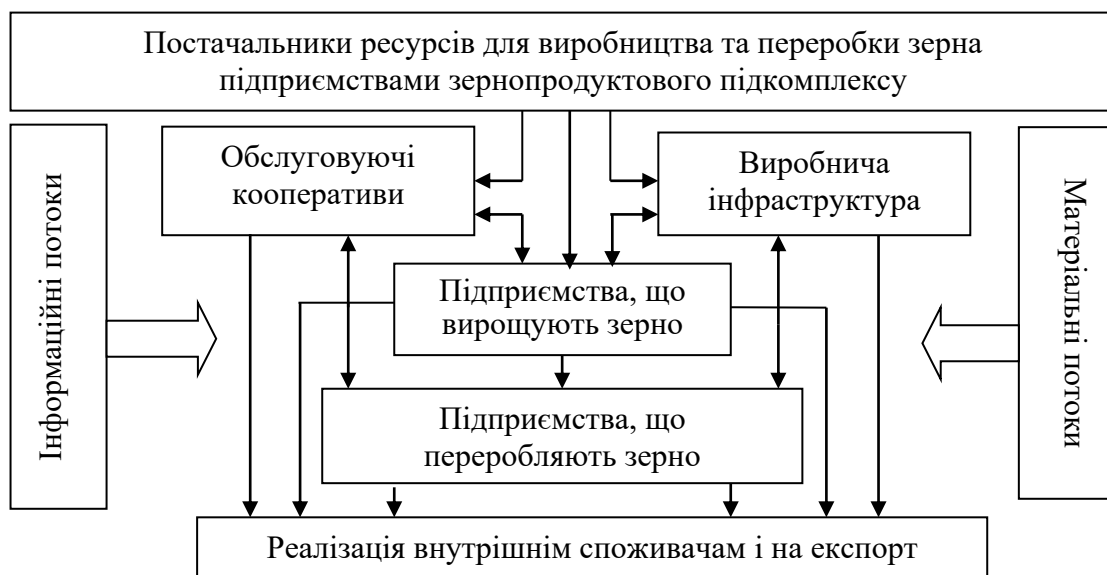 Постачальники ресурсів для виробництва та переробки зерна
підприємствами зернопродуктового підкомплексу
Інформаційні потоки
Обслуговуючі
кооперативи
Виробнича
інфраструктура
Матеріальні потоки
Підприємства, що
вирощують зерно
Підприємства, що
переробляють зерно
Реалізація внутрішнім споживачам і на експорт